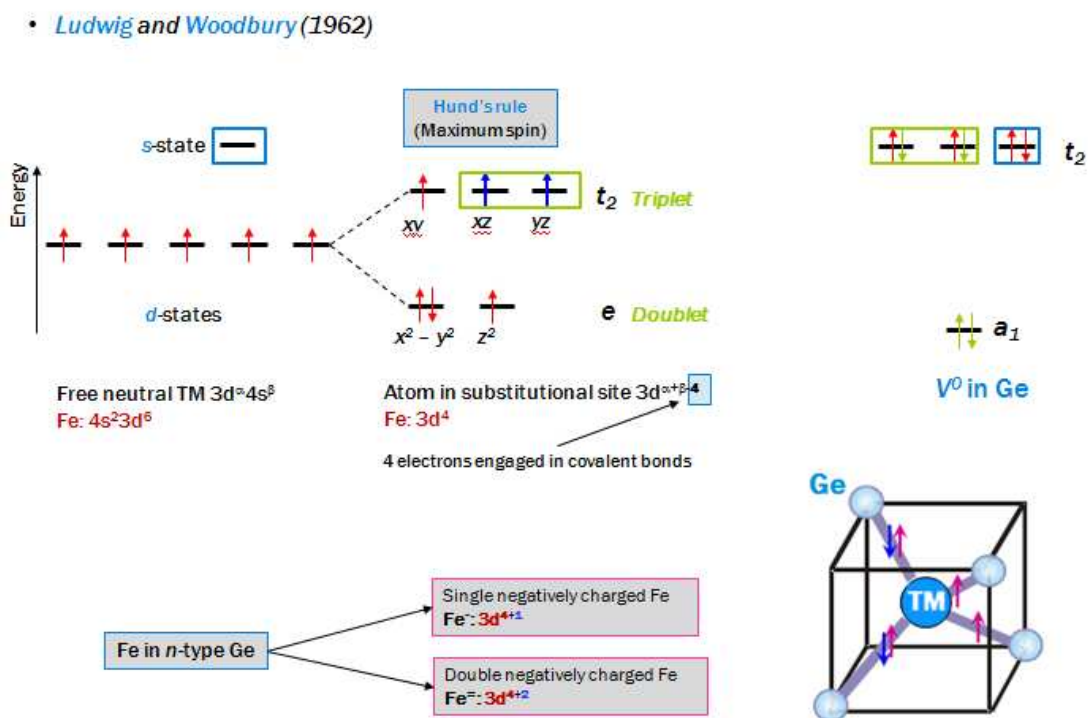 • Ludwig and Woodbury (1962)
Hund's rule
(Maximum spin)
s-state
Energy
t₂ Triplet
xy xz yz
t₂
d-states
e Doublet
x² – y² z²
a₁
Free neutral TM 3dᵅ4sᵝ
Fe: 4s²3d⁶
Atom in substitutional site 3dᵅ⁺ᵝ⁻⁴
Fe: 3d⁴
V⁰ in Ge
4 electrons engaged in covalent bonds
Ge
TM
Fe in n-type Ge
Single negatively charged Fe
Fe⁻: 3d⁴⁺¹
Double negatively charged Fe
Fe⁼: 3d⁴⁺²